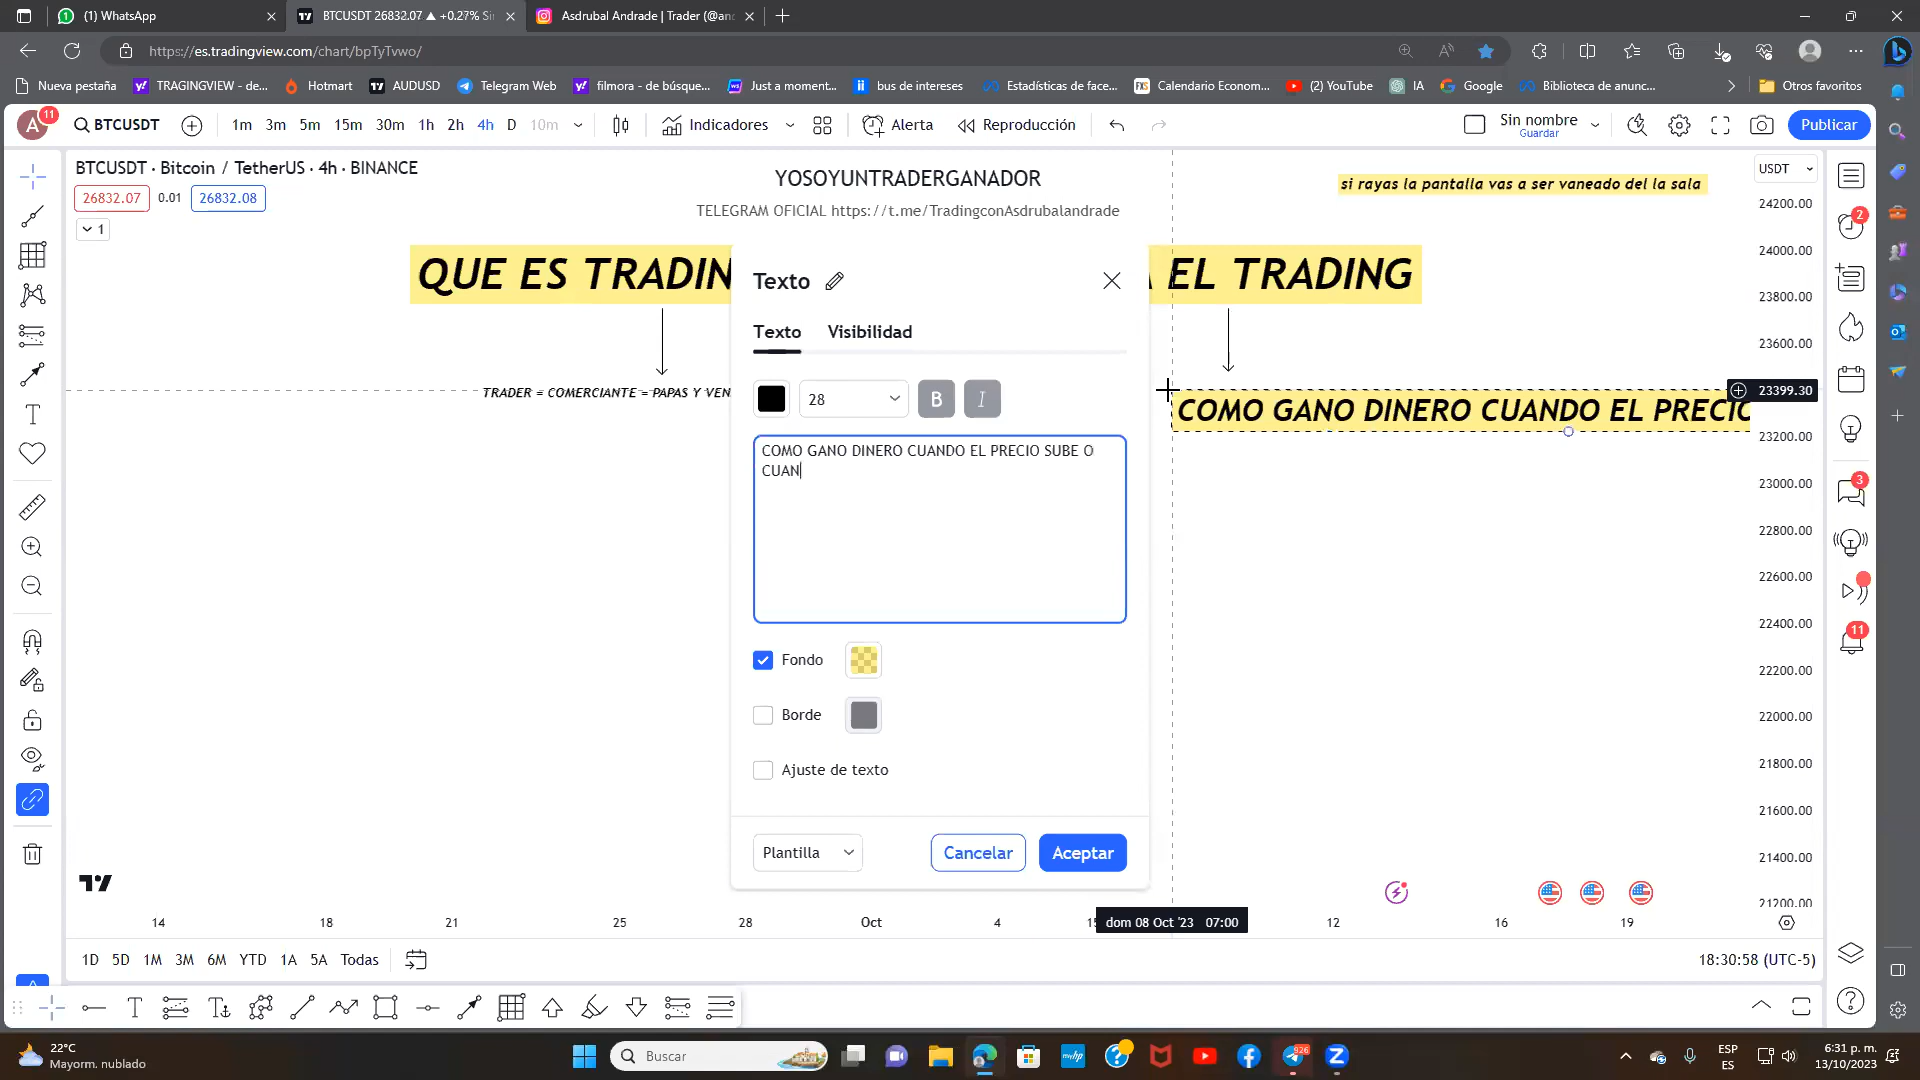 (1) WhatsApp
BTCUSDT 26832.07 ▲ +0.27% Si
Asdrubal Andrade | Trader (@an
https://es.tradingview.com/chart/bpTyTvwo/
Nueva pestaña
TRAGINGVIEW - de...
Hotmart
AUDUSD
Telegram Web
filmora - de búsque...
Just a moment...
bus de intereses
Estadísticas de face...
Calendario Econom...
(2) YouTube
IA
Google
Biblioteca de anunc...
Otros favoritos
A
11
BTCUSDT
1m 3m 5m 15m 30m 1h 2h 4h D 10m
Indicadores
Alerta
Reproducción
Sin nombre
Guardar
Publicar
BTCUSDT · Bitcoin / TetherUS · 4h · BINANCE
26832.07 0.01 26832.08
1
YOSOYUNTRADERGANADOR
TELEGRAM OFICIAL https://t.me/TradingconAsdrubalandrade
si rayas la pantalla vas a ser vaneado del la sala
USDT
QUE ES TRADIN
EL TRADING
TRADER = COMERCIANTE = PAPAS Y VEN
COMO GANO DINERO CUANDO EL PRECIO
Texto
Texto
Visibilidad
28
B
I
COMO GANO DINERO CUANDO EL PRECIO SUBE O
CUAN
Fondo
Borde
Ajuste de texto
Plantilla
Cancelar
Aceptar
24200.00
24000.00
23800.00
23600.00
23399.30
23200.00
23000.00
22800.00
22600.00
22400.00
22200.00
22000.00
21800.00
21600.00
21400.00
21200.00
2
3
11
14 18 21 25 28 Oct 4 12 16 19
dom 08 Oct '23 07:00
1D 5D 1M 3M 6M YTD 1A 5A Todas
18:30:58 (UTC-5)
22°C
Mayorm. nublado
Buscar
926
ESP
ES
6:31 p. m.
13/10/2023